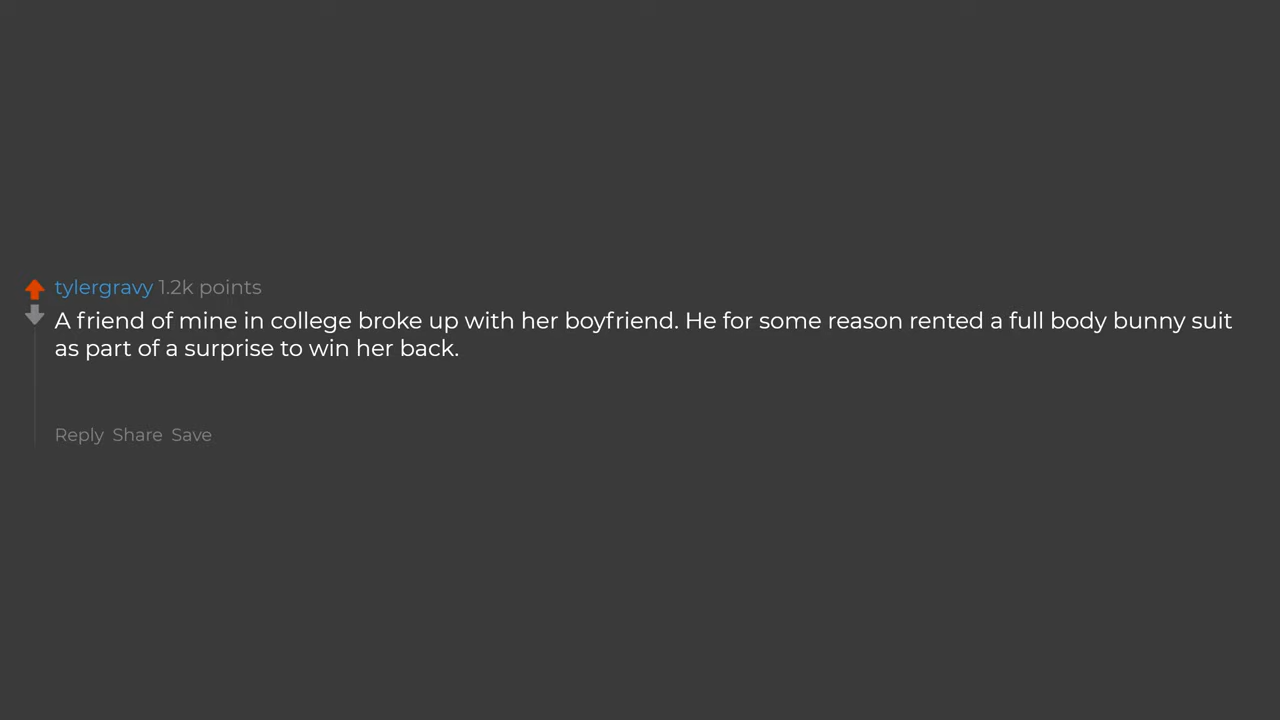 tylergravy 1.2k points
A friend of mine in college broke up with her boyfriend. He for some reason rented a full body bunny suit
as part of a surprise to win her back.
Reply Share Save